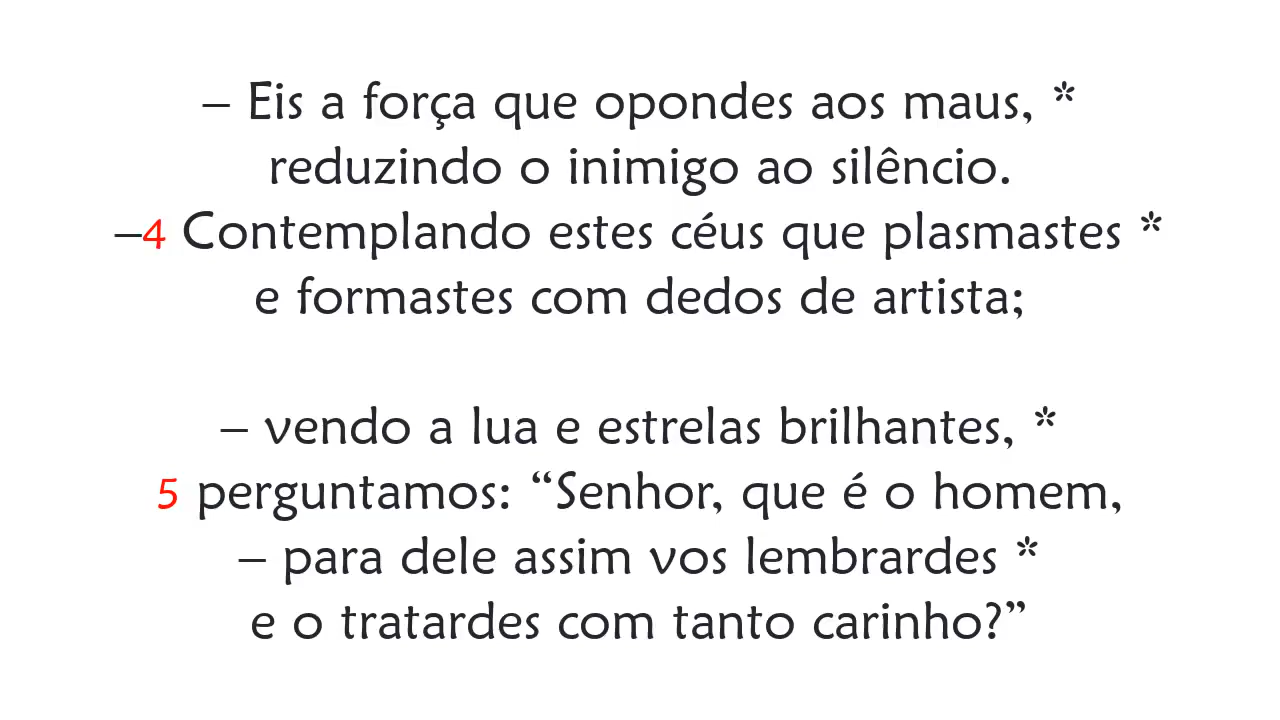 – Eis a força que opondes aos maus, *
reduzindo o inimigo ao silêncio.
–4 Contemplando estes céus que plasmastes *
e formastes com dedos de artista;
– vendo a lua e estrelas brilhantes, *
5 perguntamos: “Senhor, que é o homem,
– para dele assim vos lembrardes *
e o tratardes com tanto carinho?”